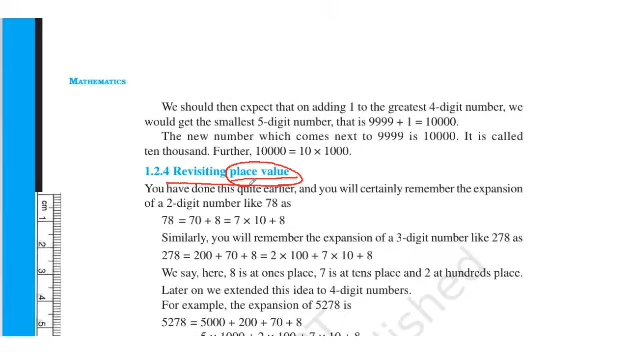 MATHEMATICS
We should then expect that on adding 1 to the greatest 4-digit number, we
would get the smallest 5-digit number, that is 9999 + 1 = 10000.
The new number which comes next to 9999 is 10000. It is called
ten thousand. Further, 10000 = 10 × 1000.
1.2.4 Revisiting place value
You have done this quite earlier, and you will certainly remember the expansion
of a 2-digit number like 78 as
78 = 70 + 8 = 7 × 10 + 8
Similarly, you will remember the expansion of a 3-digit number like 278 as
278 = 200 + 70 + 8 = 2 × 100 + 7 × 10 + 8
We say, here, 8 is at ones place, 7 is at tens place and 2 at hundreds place.
Later on we extended this idea to 4-digit numbers.
For example, the expansion of 5278 is
5278 = 5000 + 200 + 70 + 8
5 × 1000 + 2 × 100 + 7 × 10 + 8
cm
1
2
3
4
5